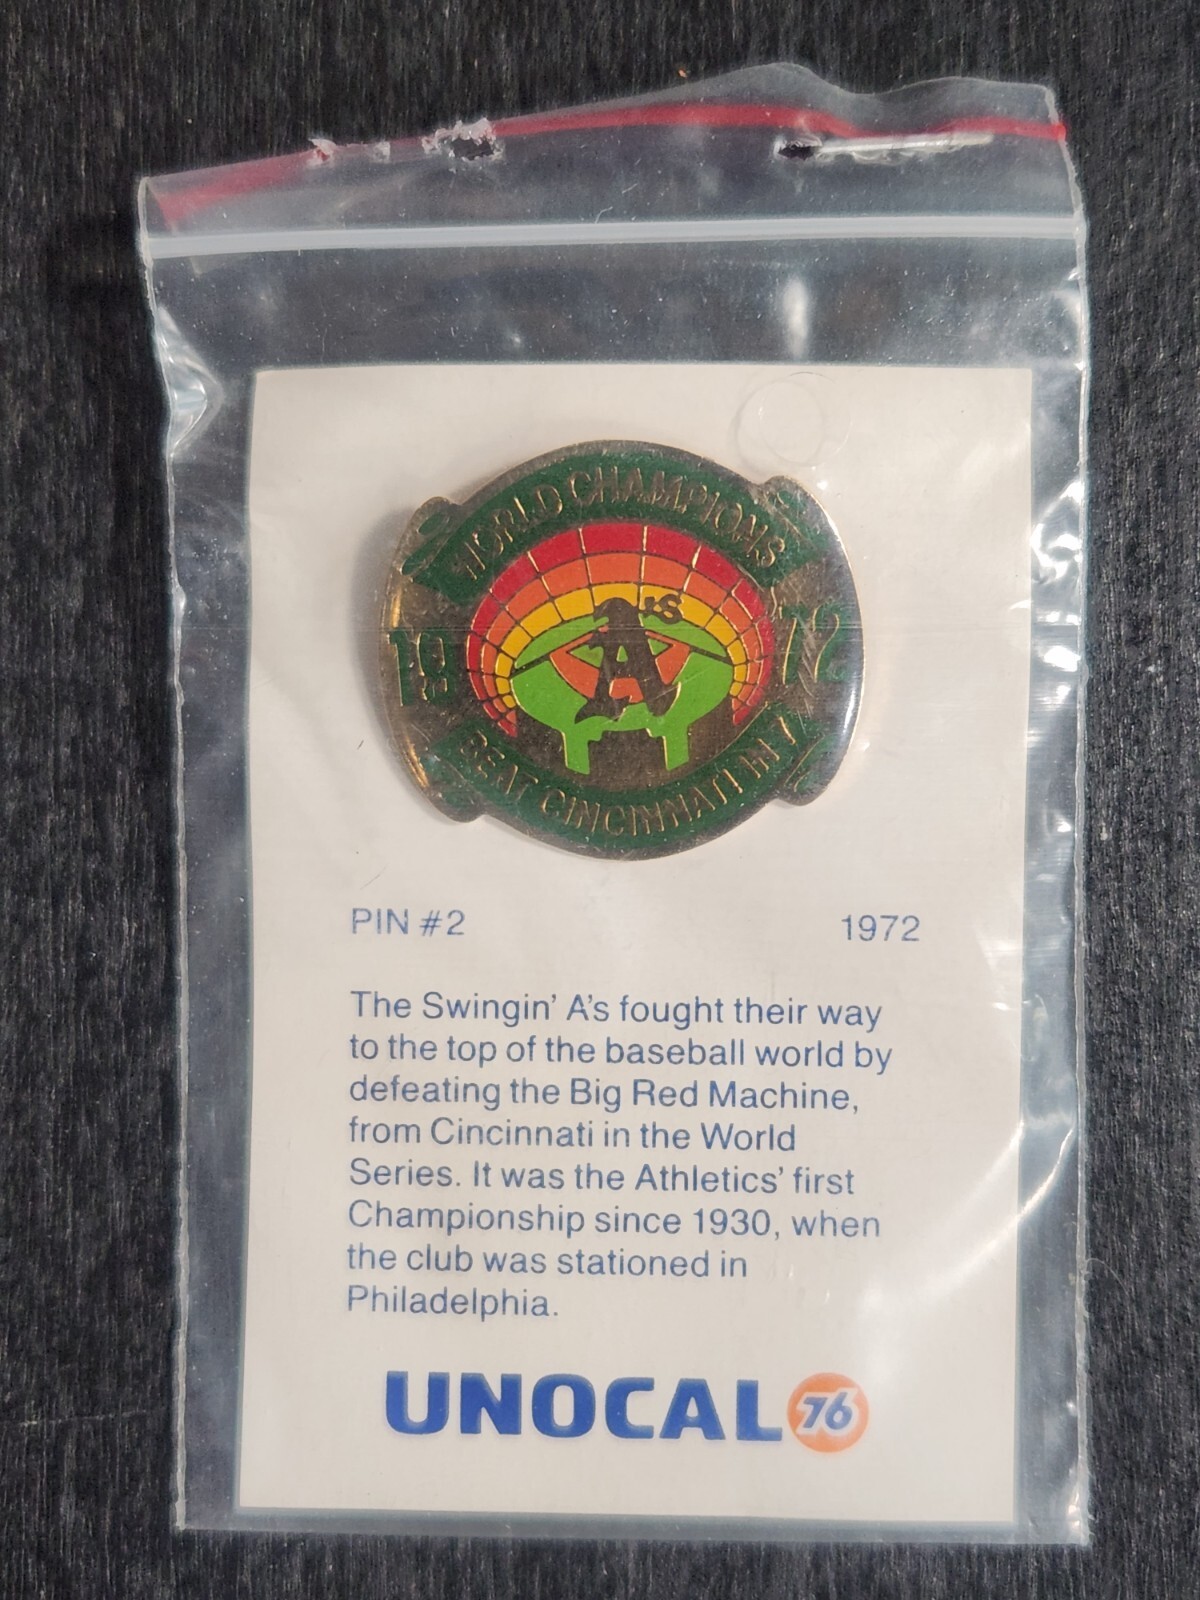 WORLD CHAMPIONS
A's
19 72
BEAT CINCINNATI IN 7
PIN #2 1972
The Swingin' A's fought their way
to the top of the baseball world by
defeating the Big Red Machine,
from Cincinnati in the World
Series. It was the Athletics' first
Championship since 1930, when
the club was stationed in
Philadelphia.
UNOCAL 76